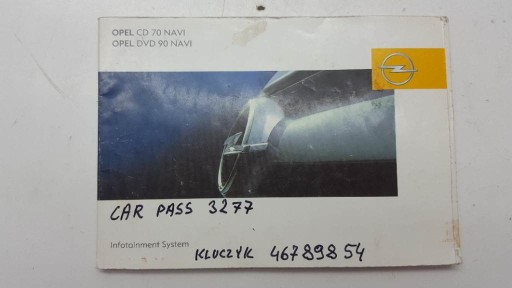 OPEL CD 70 NAVI
OPEL DVD 90 NAVI
CAR PASS 3277
Infotainment System
KLUCZYK 46789854